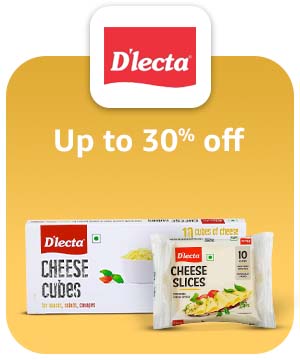 D'lecta
Up to 30% off
10 cubes of cheese
D'lecta
CHEESE
cubes
for snacks, salads, canapes
D'lecta
CHEESE
SLICES
10